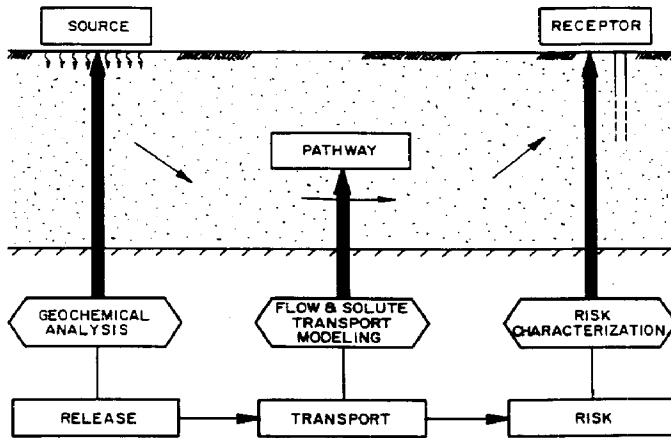 SOURCE
RECEPTOR
PATHWAY
GEOCHEMICAL
ANALYSIS
FLOW & SOLUTE
TRANSPORT
MODELING
RISK
CHARACTERIZATION
RELEASE
TRANSPORT
RISK